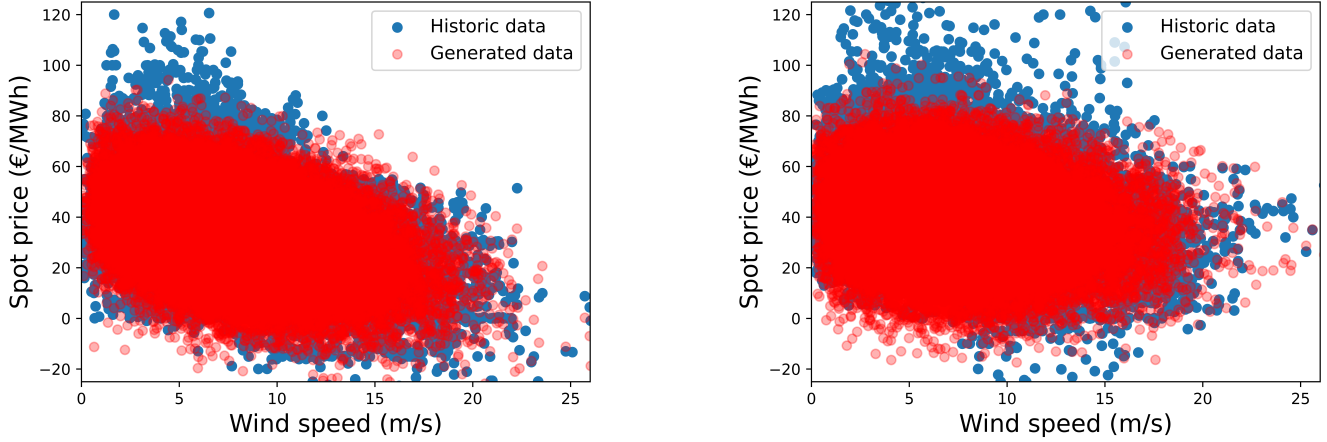 120
100
80
60
40
20
0
−20
Spot price (€/MWh)
Historic data
Generated data
0 5 10 15 20 25
Wind speed (m/s)
120
100
80
60
40
20
0
−20
Spot price (€/MWh)
Historic data
Generated data
0 5 10 15 20 25
Wind speed (m/s)